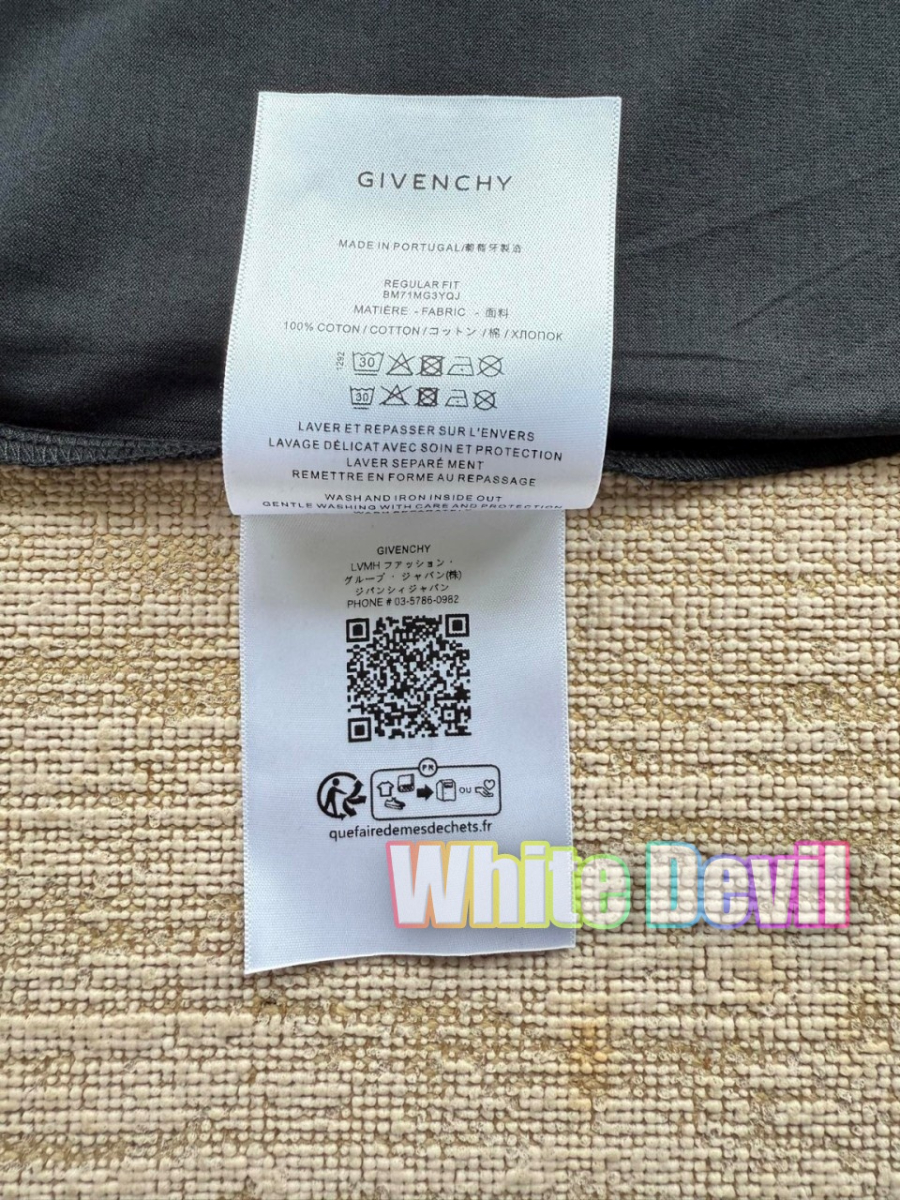 GIVENCHY
MADE IN PORTUGAL/葡萄牙製造
REGULAR FIT
BM71MG3YQJ
MATIÈRE - FABRIC - 面料
100% COTON / COTTON / コットン / 棉 / ХЛОПОК
1292
30
30
LAVER ET REPASSER SUR L'ENVERS
LAVAGE DÉLICAT AVEC SOIN ET PROTECTION
LAVER SEPARÉ MENT
REMETTRE EN FORME AU REPASSAGE
WASH AND IRON INSIDE OUT
GENTLE WASHING WITH CARE AND PROTECTION
GIVENCHY
LVMH ファッション・
グループ・ジャパン(株)
ジバンシィジャパン
PHONE # 03-5786-0982
FR
OU
quefairedemesdechets.fr
White Devil